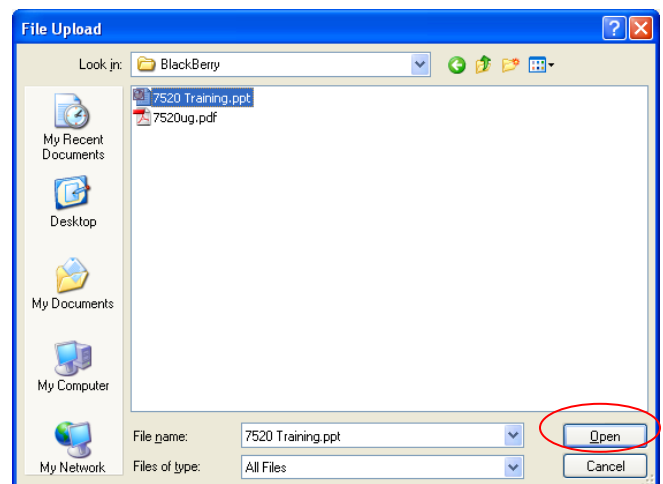 File Upload
Look in: BlackBerry
My Recent
Documents
Desktop
My Documents
My Computer
My Network
7520 Training.ppt
7520ug.pdf
File name: 7520 Training.ppt Open
Files of type: All Files Cancel